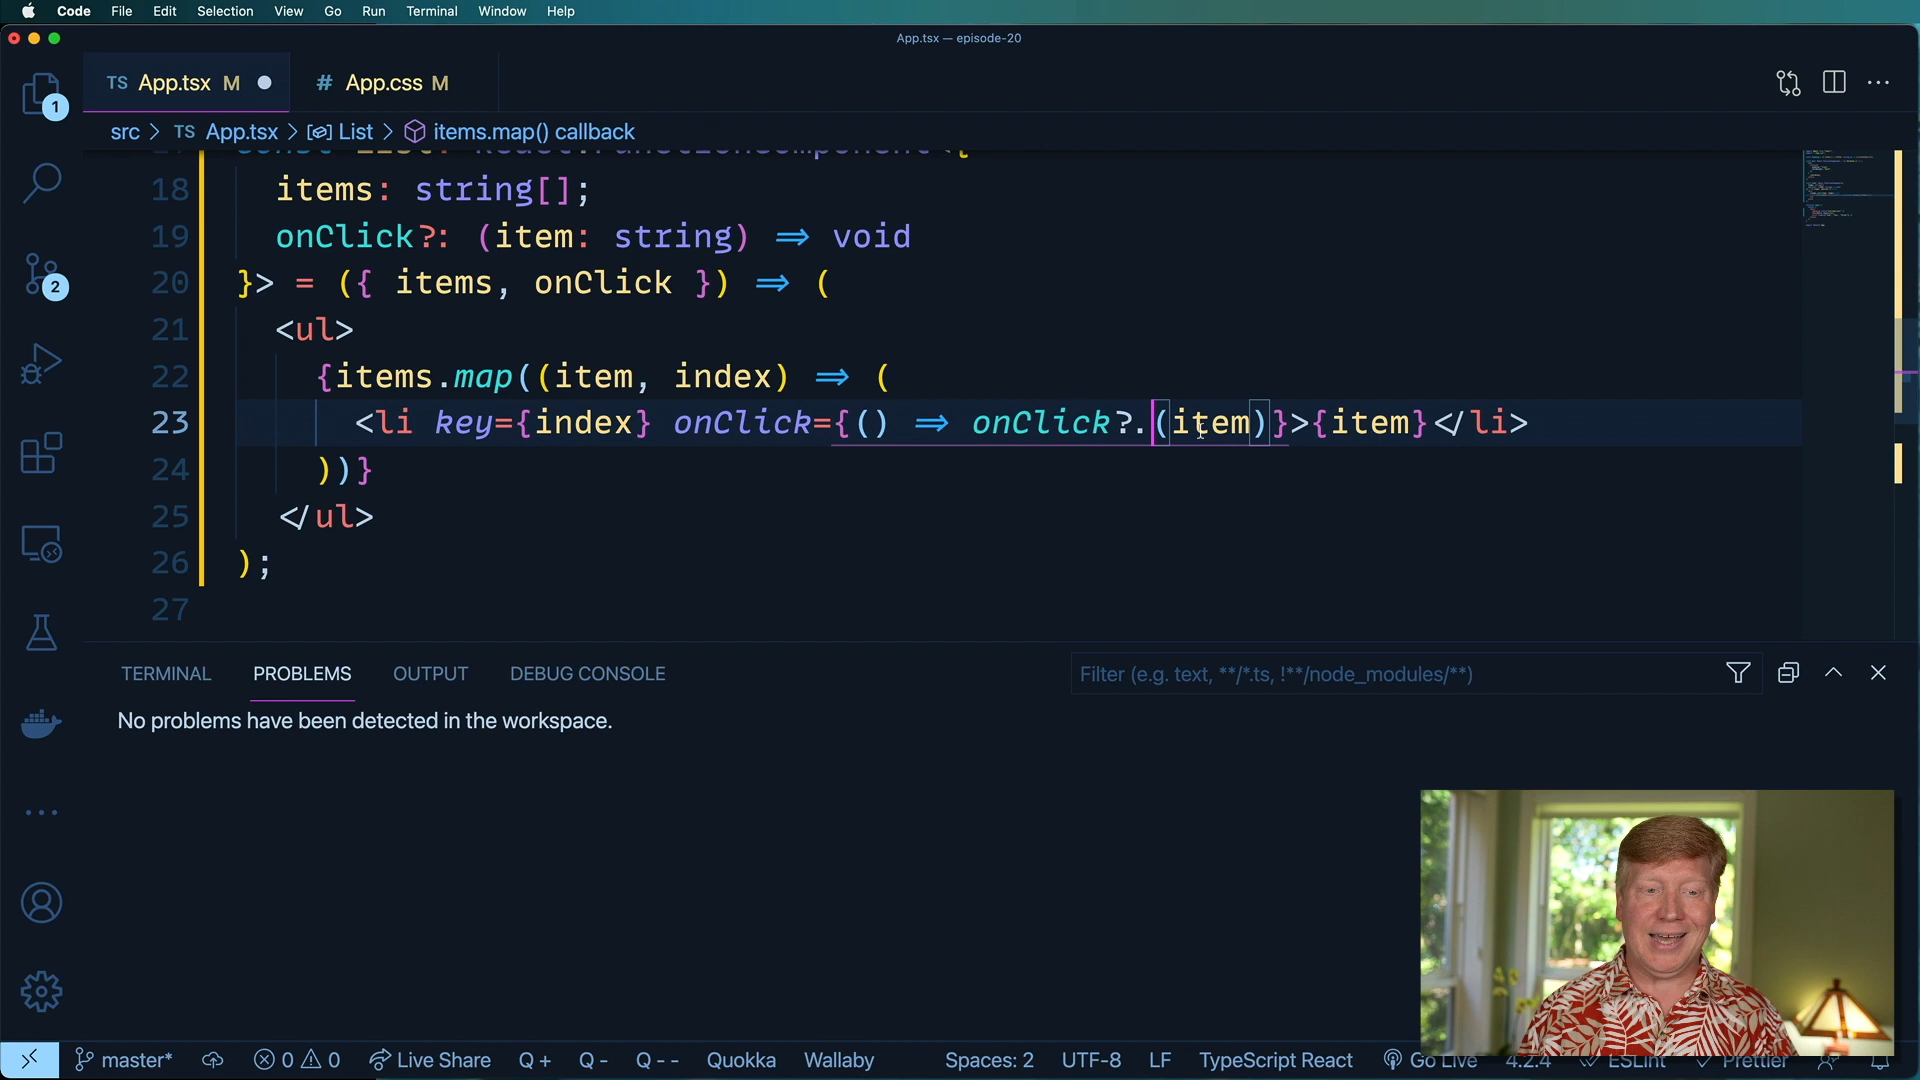 Code File Edit Selection View Go Run Terminal Window Help
App.tsx — episode-20
TS App.tsx M # App.css M
1
src > TS App.tsx > List > items.map() callback
18 items: string[];
19 onClick?: (item: string) => void
20 }> = ({ items, onClick }) => (
21 <ul>
22 {items.map((item, index) => (
23 <li key={index} onClick={() => onClick?.(item)}>{item}</li>
24 ))}
25 </ul>
26 );
27
2
TERMINAL PROBLEMS OUTPUT DEBUG CONSOLE Filter (e.g. text, **/*.ts, !**/node_modules/**)
No problems have been detected in the workspace.
master* 0 0 Live Share Q + Q - Q -- Quokka Wallaby Spaces: 2 UTF-8 LF TypeScript React Go Live 4.2.4 ESLint Prettier